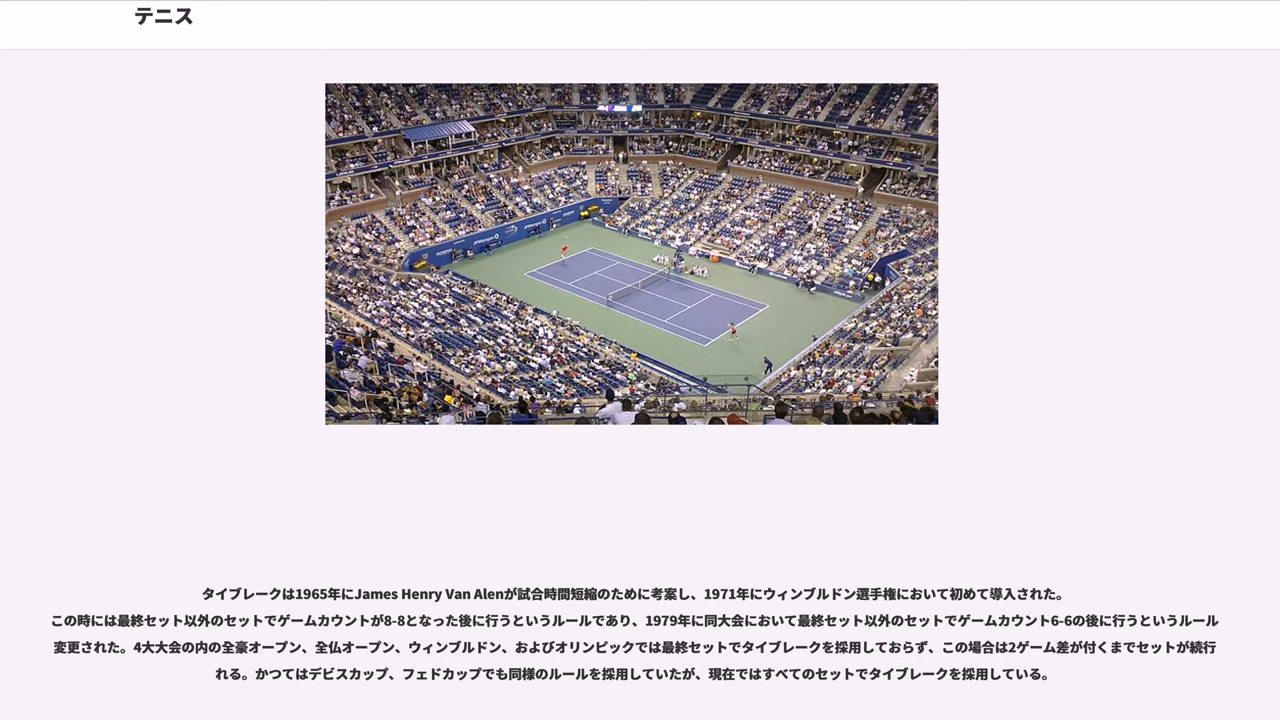 テニス
タイブレークは1965年にJames Henry Van Alenが試合時間短縮のために考案し、1971年にウィンブルドン選手権において初めて導入された。
この時には最終セット以外のセットでゲームカウントが8-8となった後に行うというルールであり、1979年に同大会において最終セット以外のセットでゲームカウント6-6の後に行うというルール
変更された。4大大会の内の全豪オープン、全仏オープン、ウィンブルドン、およびオリンピックでは最終セットでタイブレークを採用しておらず、この場合は2ゲーム差が付くまでセットが続行
れる。かつてはデビスカップ、フェドカップでも同様のルールを採用していたが、現在ではすべてのセットでタイブレークを採用している。